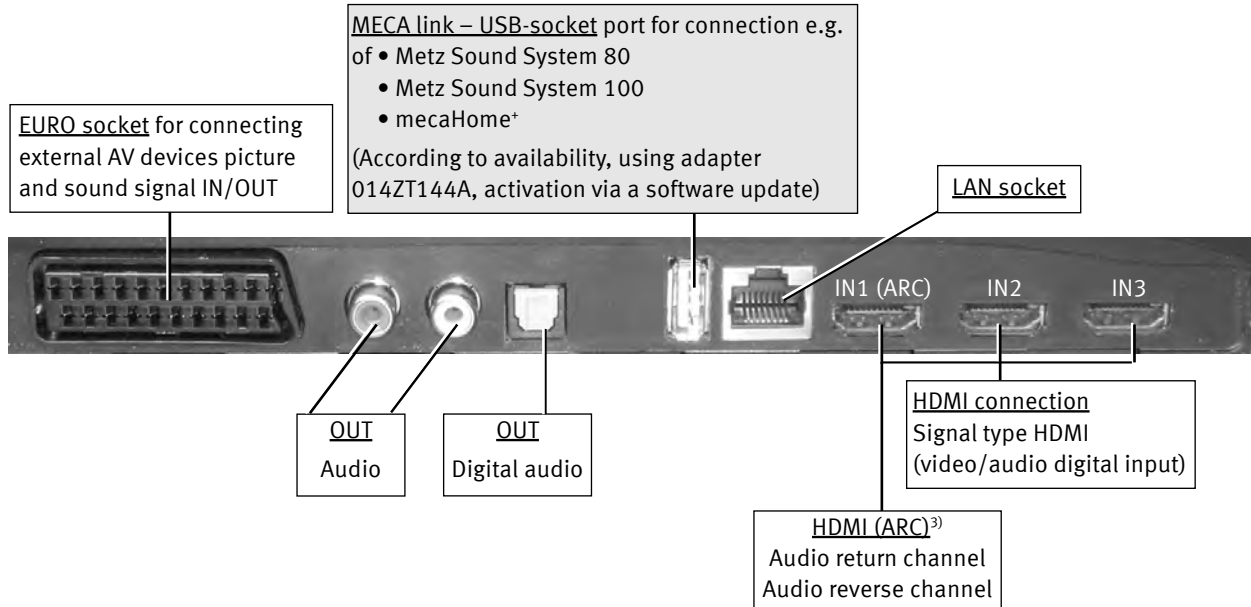 MECA link – USB-socket port for connection e.g.
of • Metz Sound System 80
• Metz Sound System 100
• mecaHome⁺
(According to availability, using adapter
014ZT144A, activation via a software update)
EURO socket for connecting
external AV devices picture
and sound signal IN/OUT
LAN socket
IN1 (ARC)
IN2
IN3
OUT
Audio
OUT
Digital audio
HDMI connection
Signal type HDMI
(video/audio digital input)
HDMI (ARC)³⁾
Audio return channel
Audio reverse channel